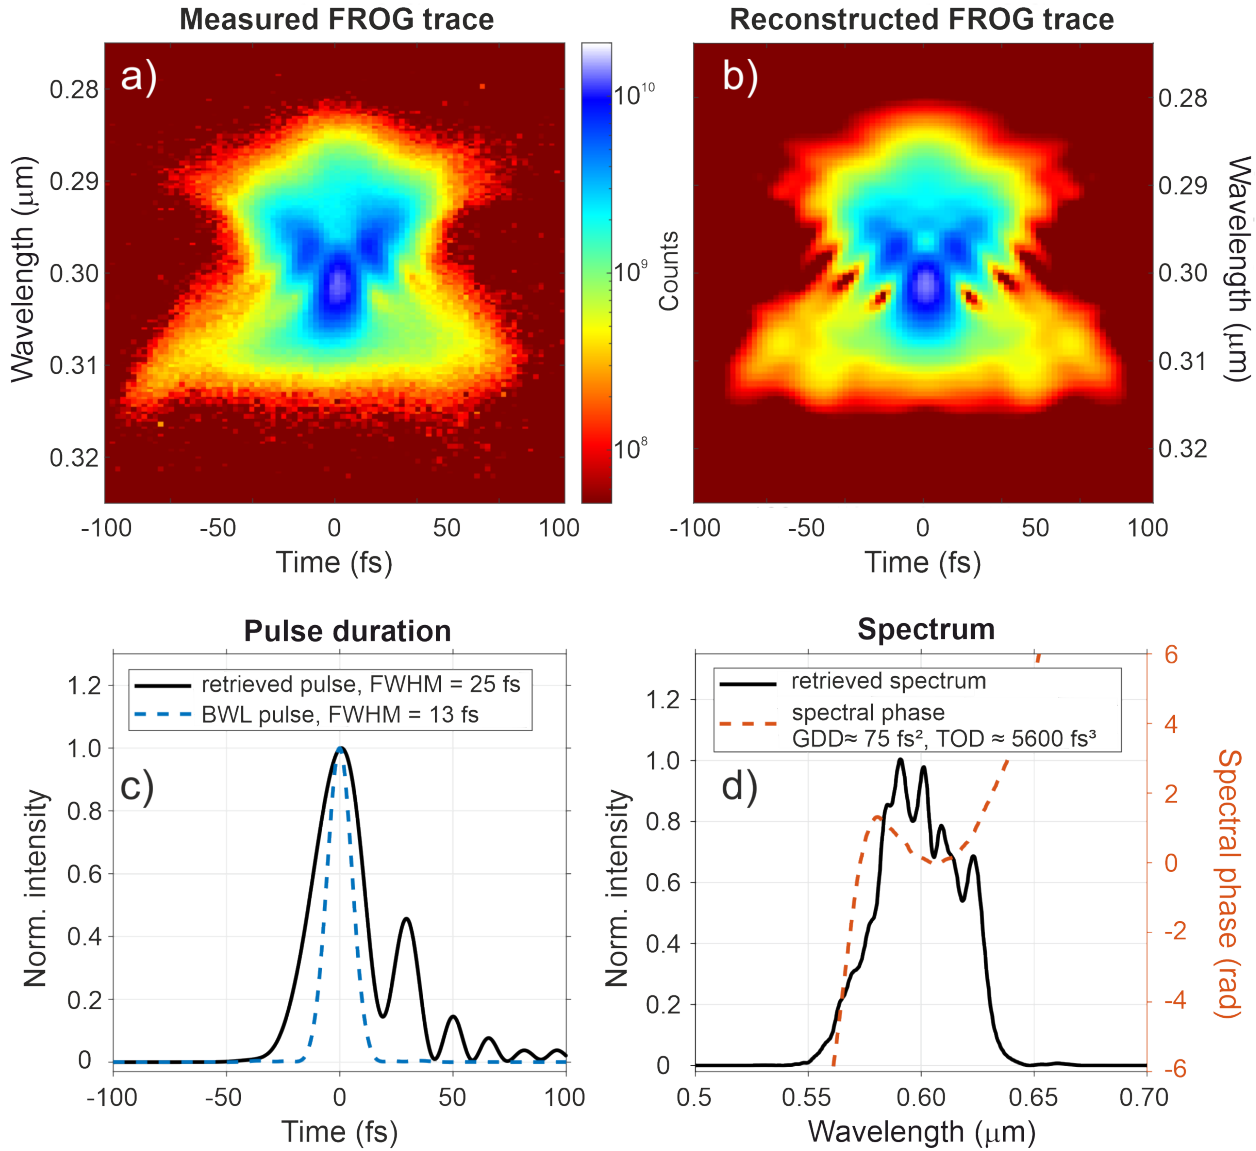 Measured FROG trace
Reconstructed FROG trace
a)
b)
0.28
0.29
0.30
0.31
0.32
Wavelength (μm)
10¹⁰
10⁹
10⁸
Counts
0.28
0.29
0.30
0.31
0.32
Wavelength (μm)
-100
-50
0
50
100
Time (fs)
-100
-50
0
50
100
Time (fs)
Pulse duration
Spectrum
retrieved pulse, FWHM = 25 fs
BWL pulse, FWHM = 13 fs
c)
1.2
1.0
0.8
0.6
0.4
0.2
0
Norm. intensity
-100
-50
0
50
100
Time (fs)
retrieved spectrum
spectral phase
GDD≈ 75 fs², TOD ≈ 5600 fs³
d)
1.2
1.0
0.8
0.6
0.4
0.2
0
Norm. intensity
6
4
2
0
-2
-4
-6
Spectral phase (rad)
0.5
0.55
0.60
0.65
0.70
Wavelength (μm)